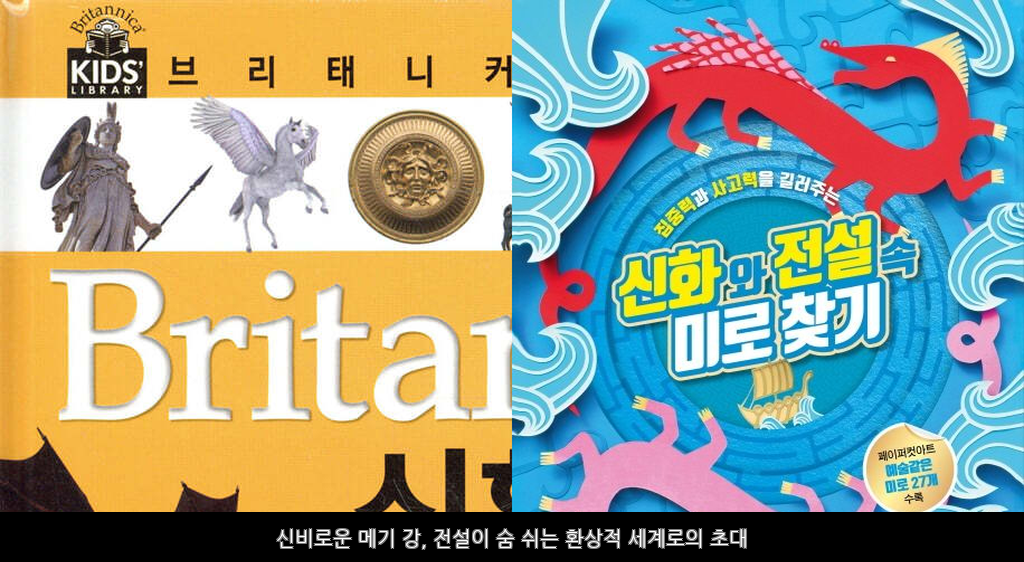 Britannica®
KIDS'
LIBRARY
브리태니커
Britan
집중력과 사고력을 길러주는
신화와 전설 속
미로 찾기
페이퍼컷아트
예술같은
미로 27개
수록
신비로운 메기 강, 전설이 숨 쉬는 환상적 세계로의 초대